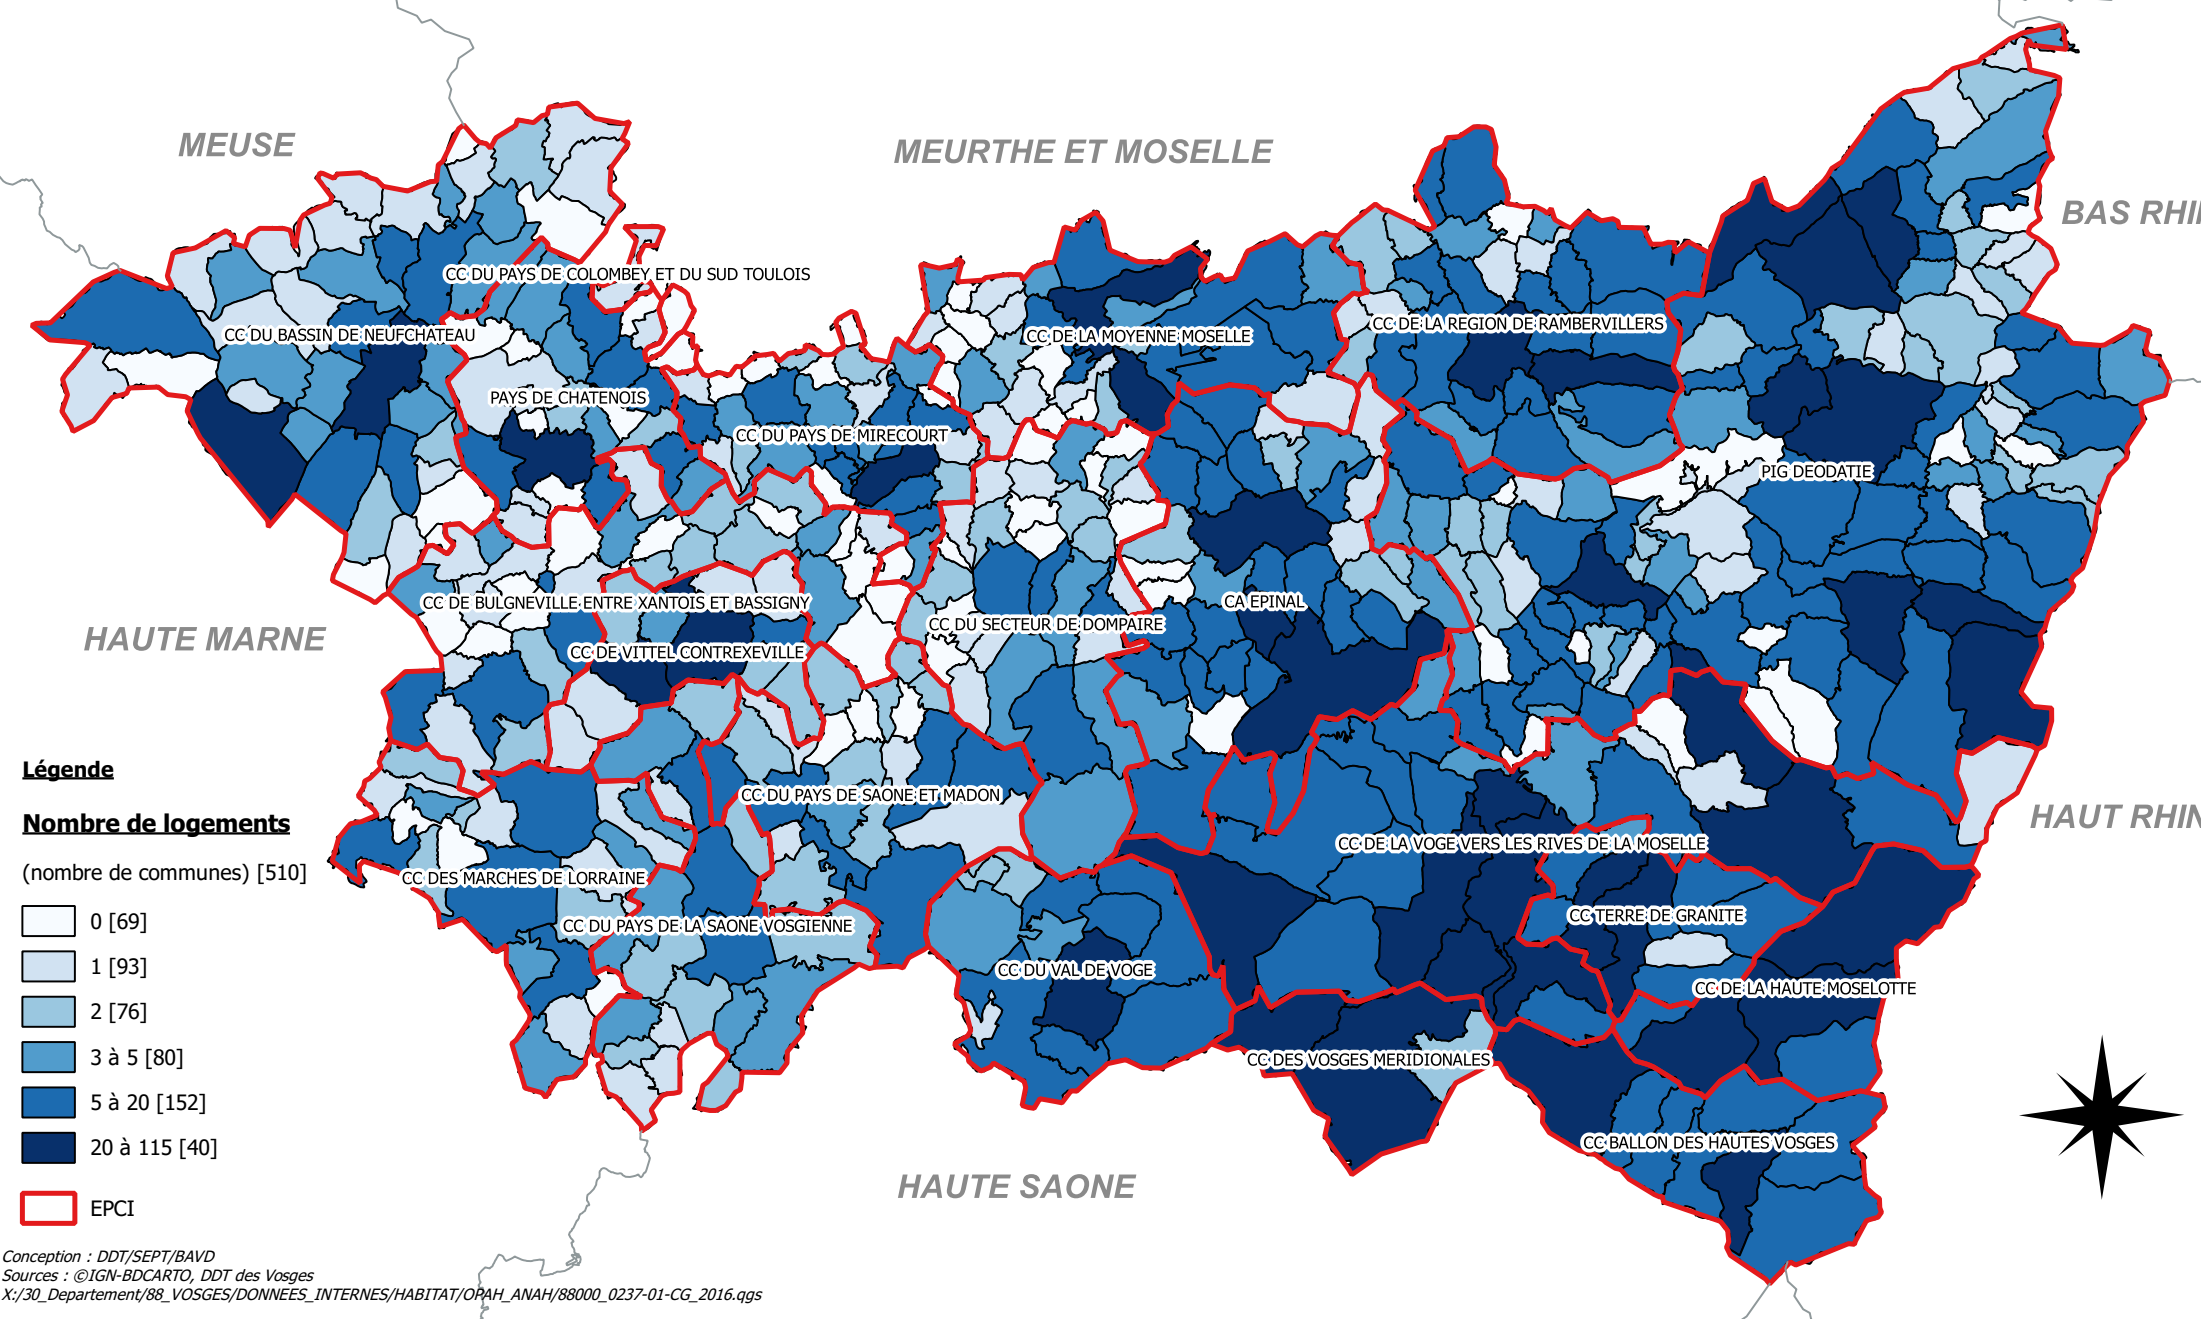 MEUSE
MEURTHE ET MOSELLE
BAS RHI
CC DU PAYS DE COLOMBEY ET DU SUD TOULOIS
CC DU BASSIN DE NEUFCHATEAU
CC DE LA MOYENNE MOSELLE
CC DE LA REGION DE RAMBERVILLERS
PAYS DE CHATENOIS
CC DU PAYS DE MIRECOURT
PIG DEODATIE
CC DE BULGNEVILLE ENTRE XANTOIS ET BASSIGNY
CA EPINAL
CC DU SECTEUR DE DOMPAIRE
HAUTE MARNE
CC DE VITTEL CONTREXEVILLE
Légende
CC DU PAYS DE SAONE ET MADON
Nombre de logements
HAUT RHIN
CC DE LA VOGE VERS LES RIVES DE LA MOSELLE
(nombre de communes) [510]
CC DES MARCHES DE LORRAINE
0 [69]
CC DU PAYS DE LA SAONE VOSGIENNE
CC TERRE DE GRANITE
1 [93]
CC DU VAL DE VOGE
CC DE LA HAUTE MOSELOTTE
2 [76]
3 à 5 [80]
CC DES VOSGES MERIDIONALES
5 à 20 [152]
20 à 115 [40]
CC BALLON DES HAUTES VOSGES
HAUTE SAONE
EPCI
Conception : DDT/SEPT/BAVD
Sources : ©IGN-BDCARTO, DDT des Vosges
X:/30_Departement/88_VOSGES/DONNEES_INTERNES/HABITAT/OPAH_ANAH/88000_0237-01-CG_2016.qgs